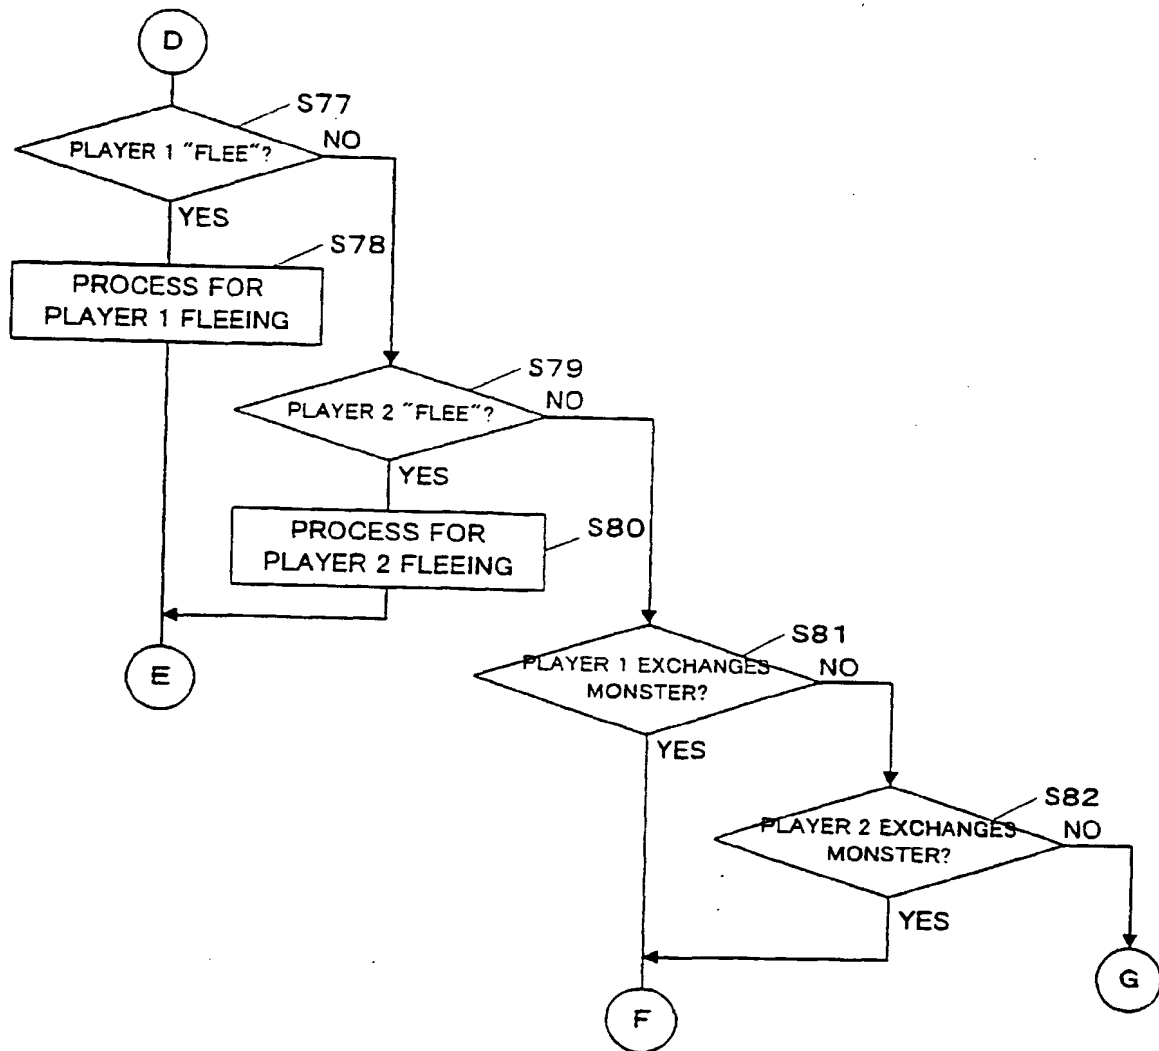 D
S77
PLAYER 1 "FLEE"?
NO
YES
S78
PROCESS FOR
PLAYER 1 FLEEING
S79
PLAYER 2 "FLEE"?
NO
YES
S80
PROCESS FOR
PLAYER 2 FLEEING
E
S81
PLAYER 1 EXCHANGES
MONSTER?
NO
YES
S82
PLAYER 2 EXCHANGES
MONSTER?
NO
YES
G
F